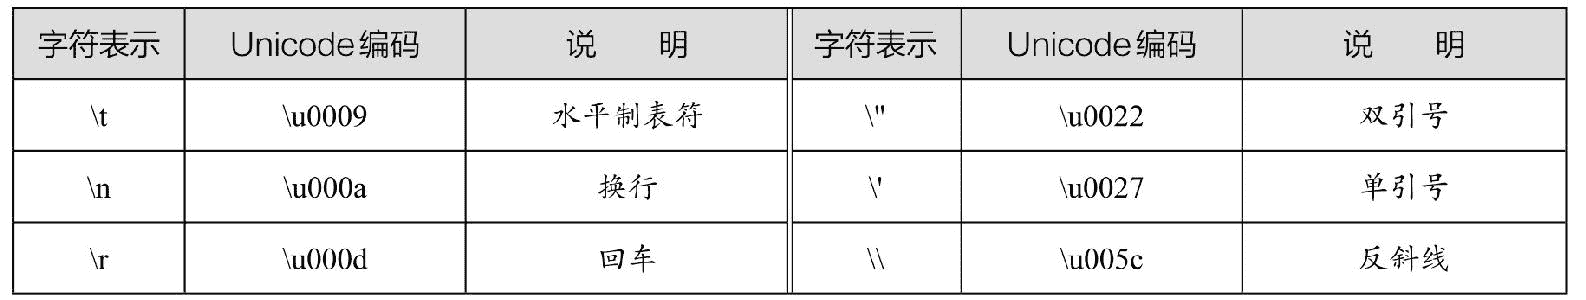 字符表示 Unicode编码 说 明 字符表示 Unicode编码 说 明
\t \u0009 水平制表符 \" \u0022 双引号
\n \u000a 换行 \' \u0027 单引号
\r \u000d 回车 \\ \u005c 反斜线